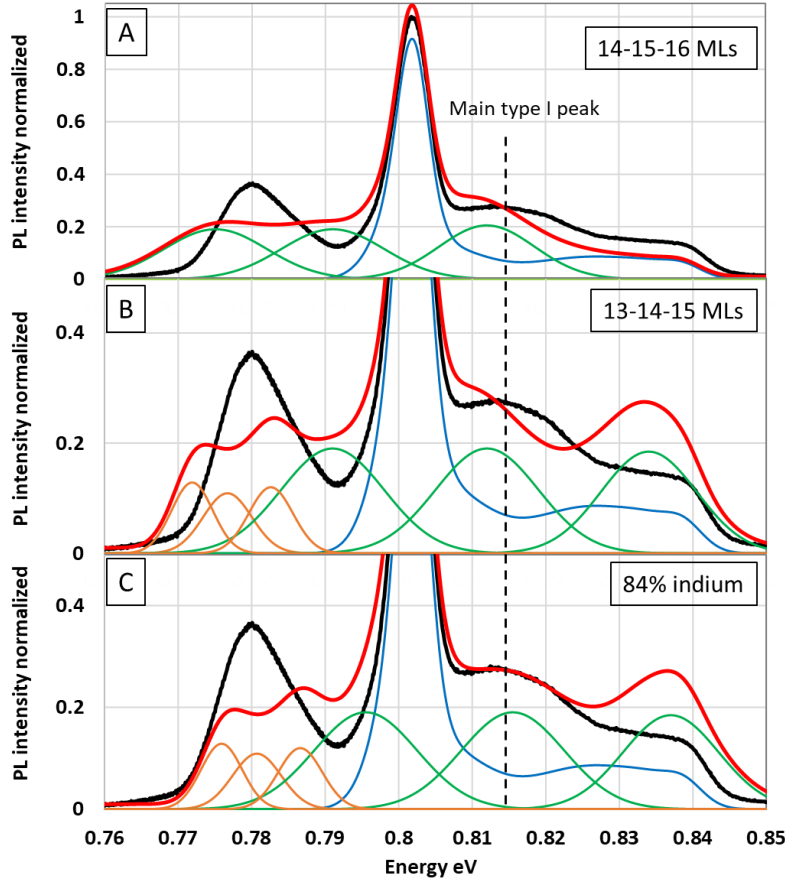 A
14-15-16 MLs
Main type I peak
PL intensity normalized
1
0.8
0.6
0.4
0.2
0
B
13-14-15 MLs
PL intensity normalized
0.4
0.2
0
C
84% indium
PL intensity normalized
0.4
0.2
0
0.76 0.77 0.78 0.79 0.8 0.81 0.82 0.83 0.84 0.85
Energy eV